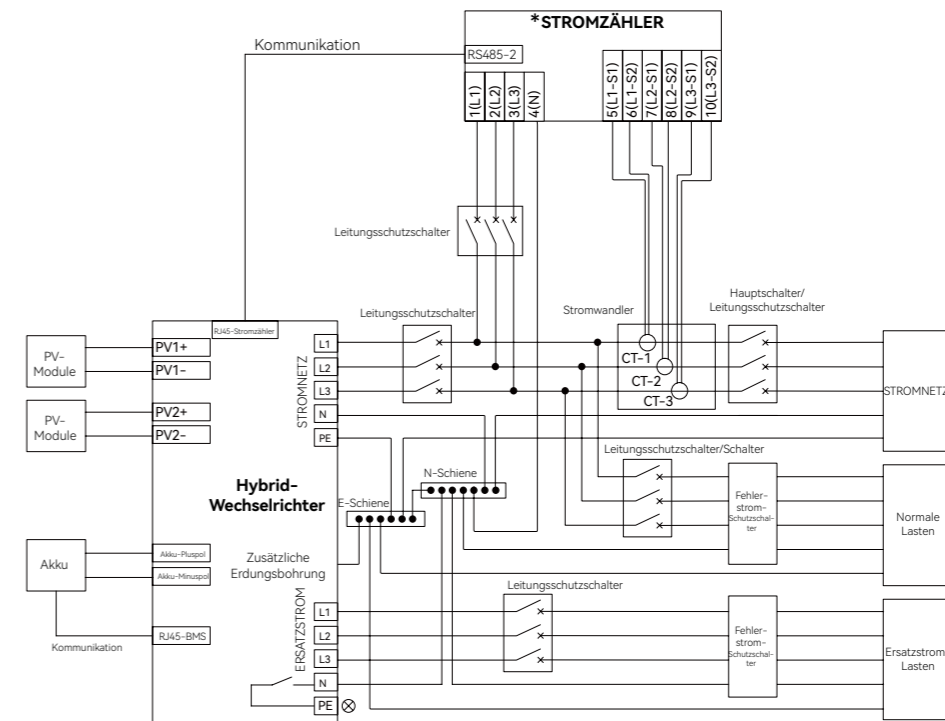 *STROMZÄHLER
Kommunikation
RS485-2
1(L1)
2(L2)
3(L3)
4(N)
5(L1-S1)
6(L1-S2)
7(L2-S1)
8(L2-S2)
9(L3-S1)
10(L3-S2)
Leitungsschutzschalter
Hauptschalter/
Leitungsschutzschalter
Leitungsschutzschalter
Stromwandler
RJ45-Stromzähler
PV-
Module
PV1+
PV1-
PV-
Module
PV2+
PV2-
STROMNETZ
L1
L2
L3
N
PE
CT-1
CT-2
CT-3
STROMNETZ
Leitungsschutzschalter/Schalter
N-Schiene
E-Schiene
Hybrid-
Wechselrichter
Fehler-
strom-
Schutzschal-
ter
Normale
Lasten
Akku
Akku-Pluspol
Akku-Minuspol
Zusätzliche
Erdungsbohrung
Leitungsschutzschalter
RJ45-BMS
Kommunikation
ERSATZSTROM
L1
L2
L3
N
PE
Fehler-
strom-
Schutzschal-
ter
Ersatzstrom
Lasten